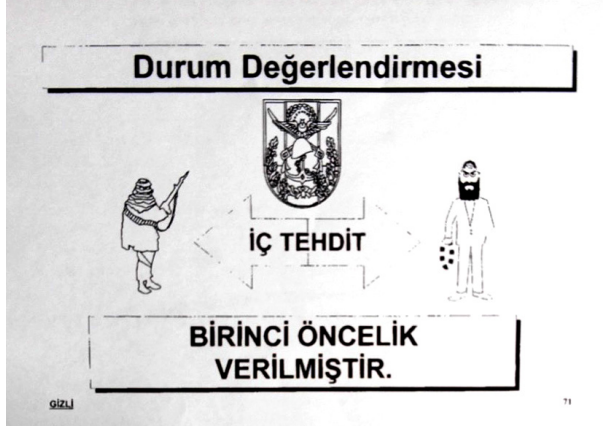 Durum Değerlendirmesi
İÇ TEHDİT
BİRİNCİ ÖNCELİK
VERİLMİŞTİR.
GİZLİ
71